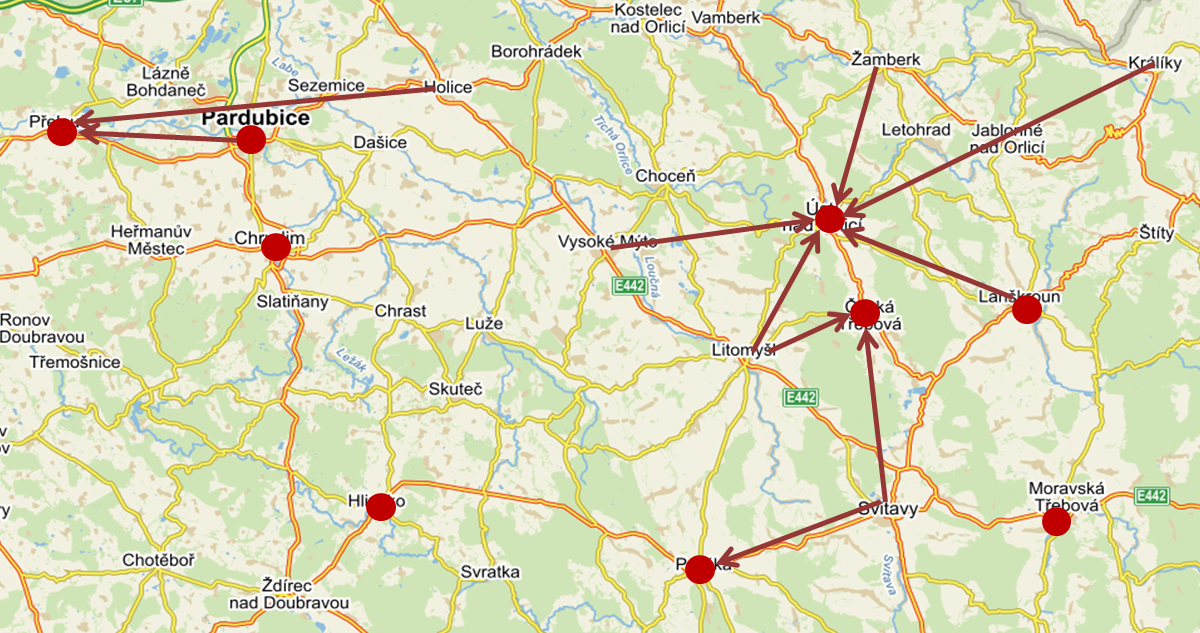 Kostelec
nad Orlicí
Vamberk
Borohrádek
Žamberk
Králíky
Lázně
Bohdaneč
Labe
Sezemice
Holice
Pardubice
Dašice
Tichá Orlice
Letohrad
Jablonné
nad Orlicí
Choceň
Heřmanův
Městec
Vysoké Mýto
Štíty
Loučná
E442
Slatiňany
Chrast
Luže
Lanškroun
Ronov
Doubravou
Třemošnice
Ležák
Litomyšl
Skuteč
E442
Svitavy
Moravská
Třebová
E442
Chotěboř
Svratka
Ždírec
nad Doubravou
Svitava